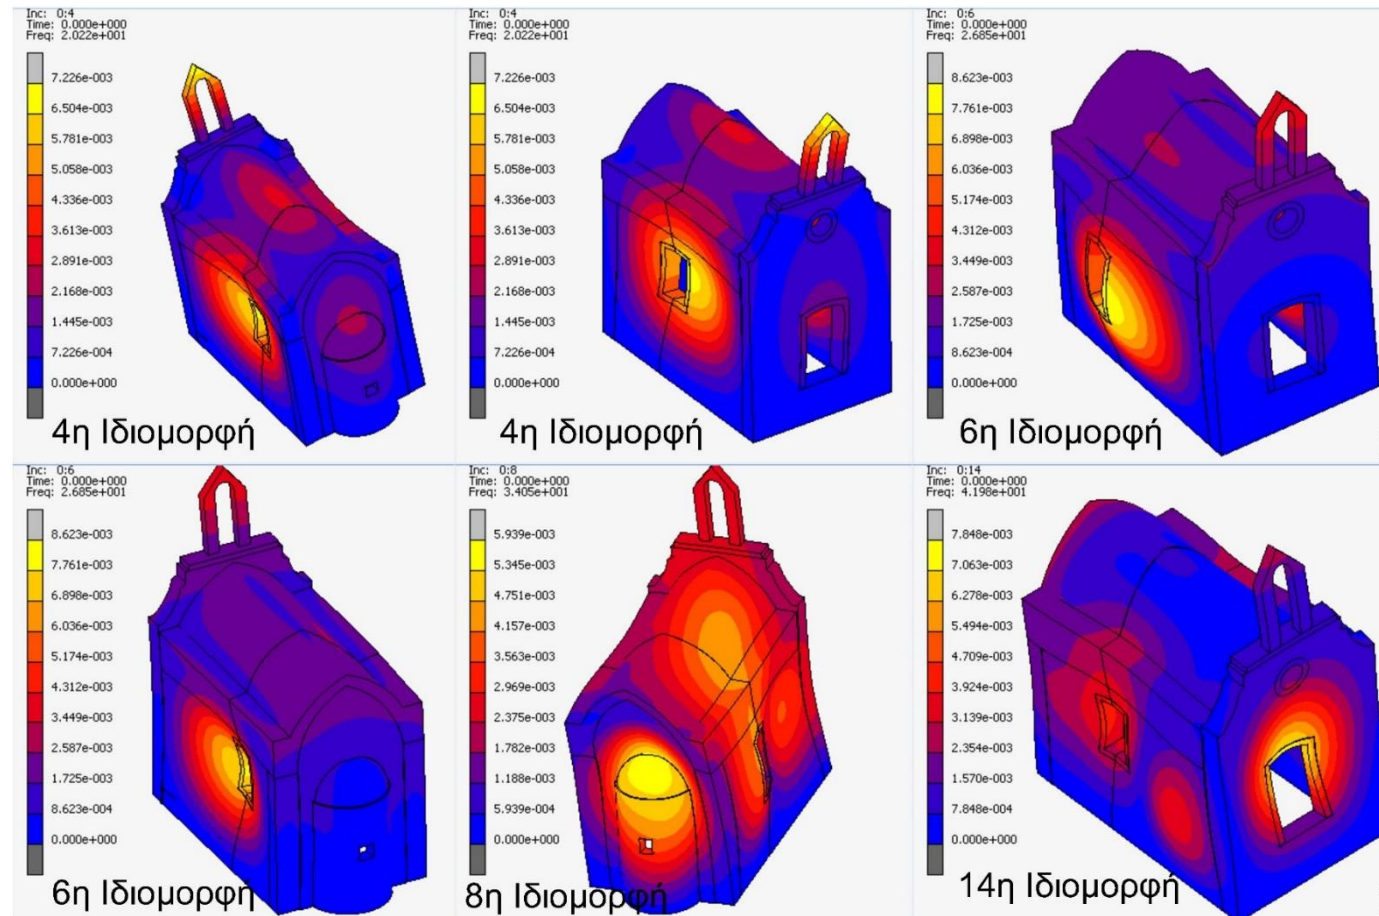 Inc: 0:4
Time: 0.000e+000
Freq: 2.022e+001
7.226e-003
6.504e-003
5.781e-003
5.058e-003
4.336e-003
3.613e-003
2.891e-003
2.168e-003
1.445e-003
7.226e-004
0.000e+000
4η Ιδιομορφή
Inc: 0:4
Time: 0.000e+000
Freq: 2.022e+001
7.226e-003
6.504e-003
5.781e-003
5.058e-003
4.336e-003
3.613e-003
2.891e-003
2.168e-003
1.445e-003
7.226e-004
0.000e+000
4η Ιδιομορφή
Inc: 0:6
Time: 0.000e+000
Freq: 2.685e+001
8.623e-003
7.761e-003
6.898e-003
6.036e-003
5.174e-003
4.312e-003
3.449e-003
2.587e-003
1.725e-003
8.623e-004
0.000e+000
6η Ιδιομορφή
Inc: 0:6
Time: 0.000e+000
Freq: 2.685e+001
8.623e-003
7.761e-003
6.898e-003
6.036e-003
5.174e-003
4.312e-003
3.449e-003
2.587e-003
1.725e-003
8.623e-004
0.000e+000
6η Ιδιομορφή
Inc: 0:8
Time: 0.000e+000
Freq: 3.405e+001
5.939e-003
5.345e-003
4.751e-003
4.157e-003
3.563e-003
2.969e-003
2.375e-003
1.782e-003
1.188e-003
5.939e-004
0.000e+000
8η Ιδιομορφή
Inc: 0:14
Time: 0.000e+000
Freq: 4.198e+001
7.848e-003
7.063e-003
6.278e-003
5.494e-003
4.709e-003
3.924e-003
3.139e-003
2.354e-003
1.570e-003
7.848e-004
0.000e+000
14η Ιδιομορφή